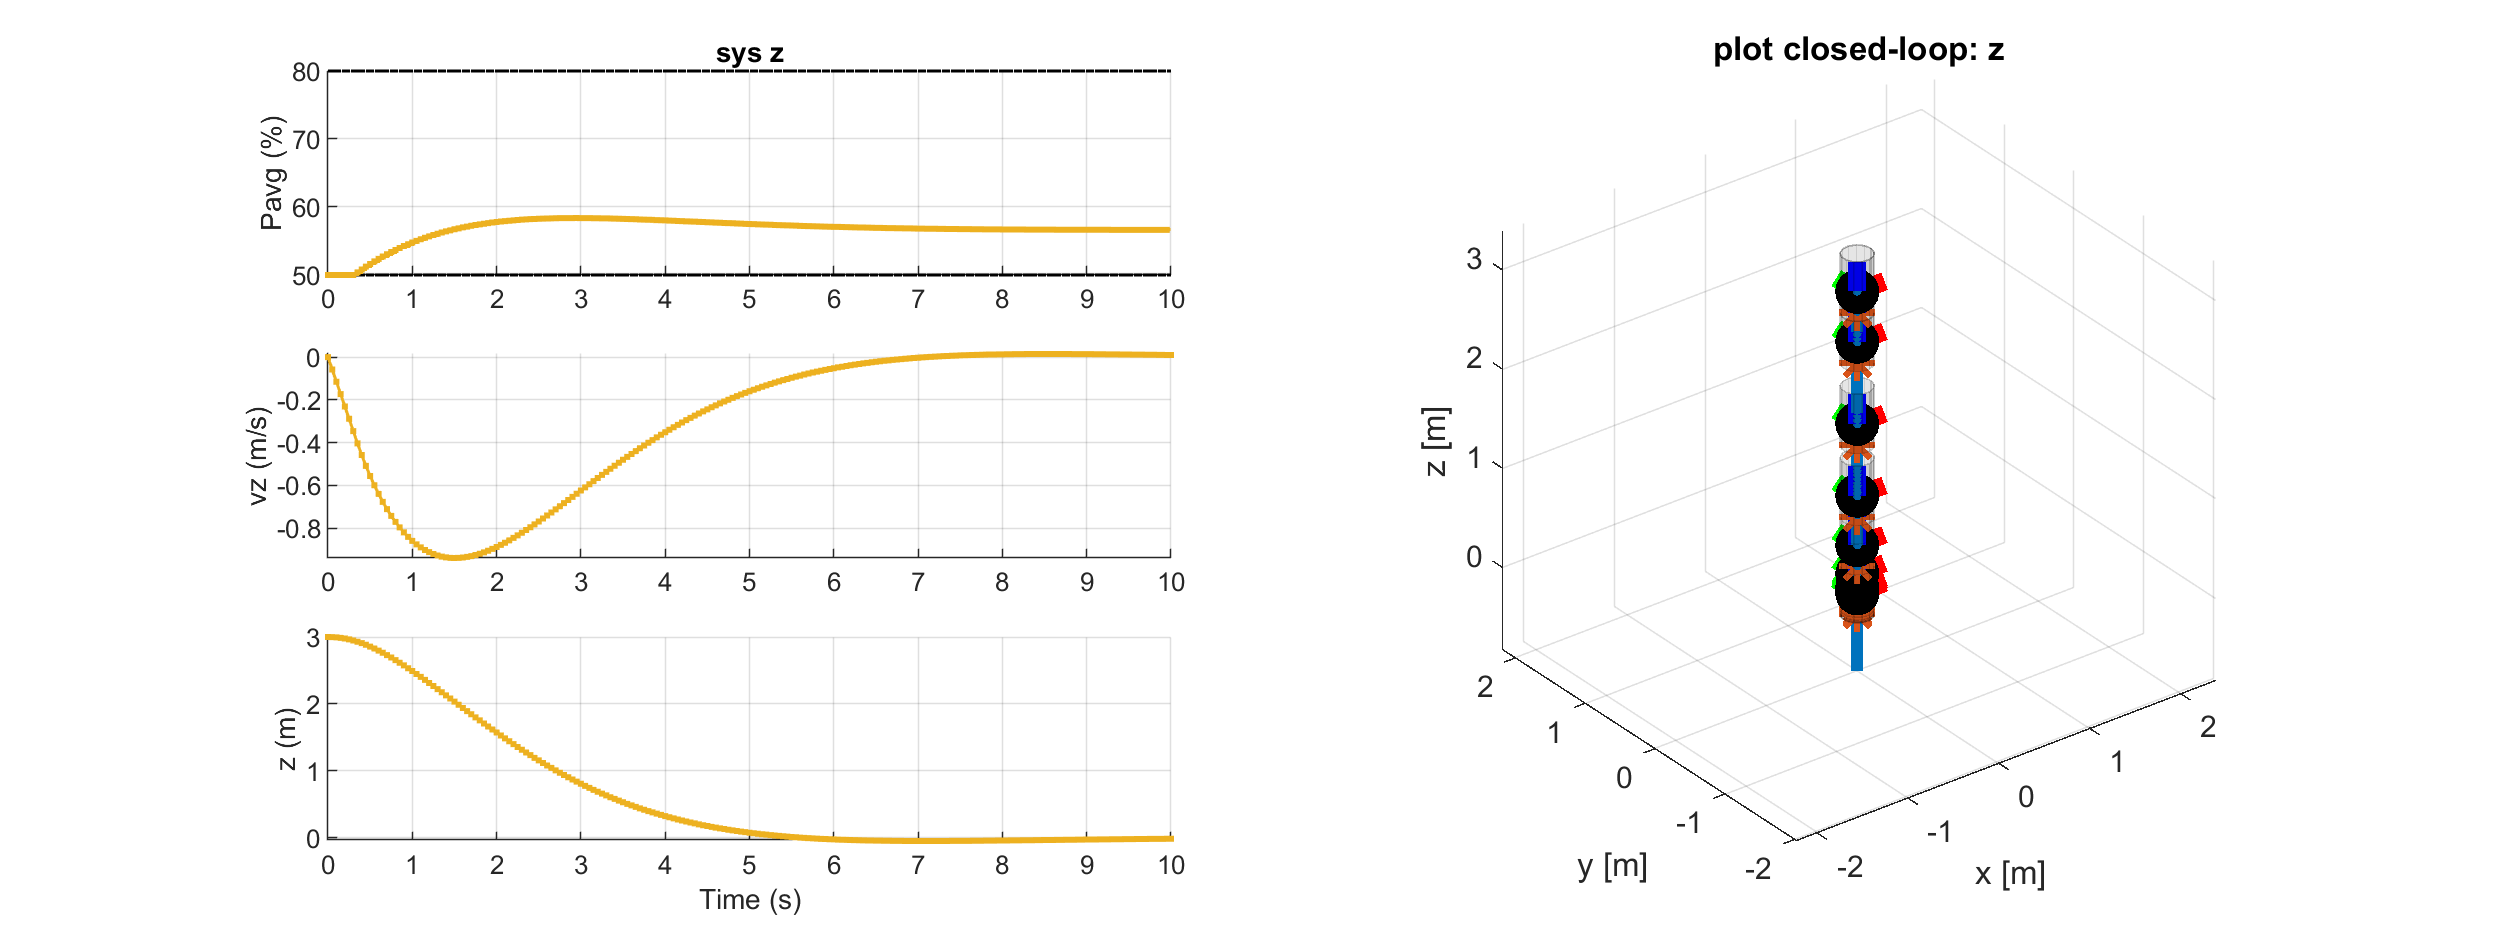 sys z
80
70
60
50
Pavg (%)
0 1 2 3 4 5 6 7 8 9 10
0
-0.2
-0.4
-0.6
-0.8
vz (m/s)
0 1 2 3 4 5 6 7 8 9 10
3
2
1
0
z (m)
0 1 2 3 4 5 6 7 8 9 10
Time (s)
plot closed-loop: z
3
2
1
0
z [m]
2
1
0
-1
-2
y [m]
-2
-1
0
1
2
x [m]